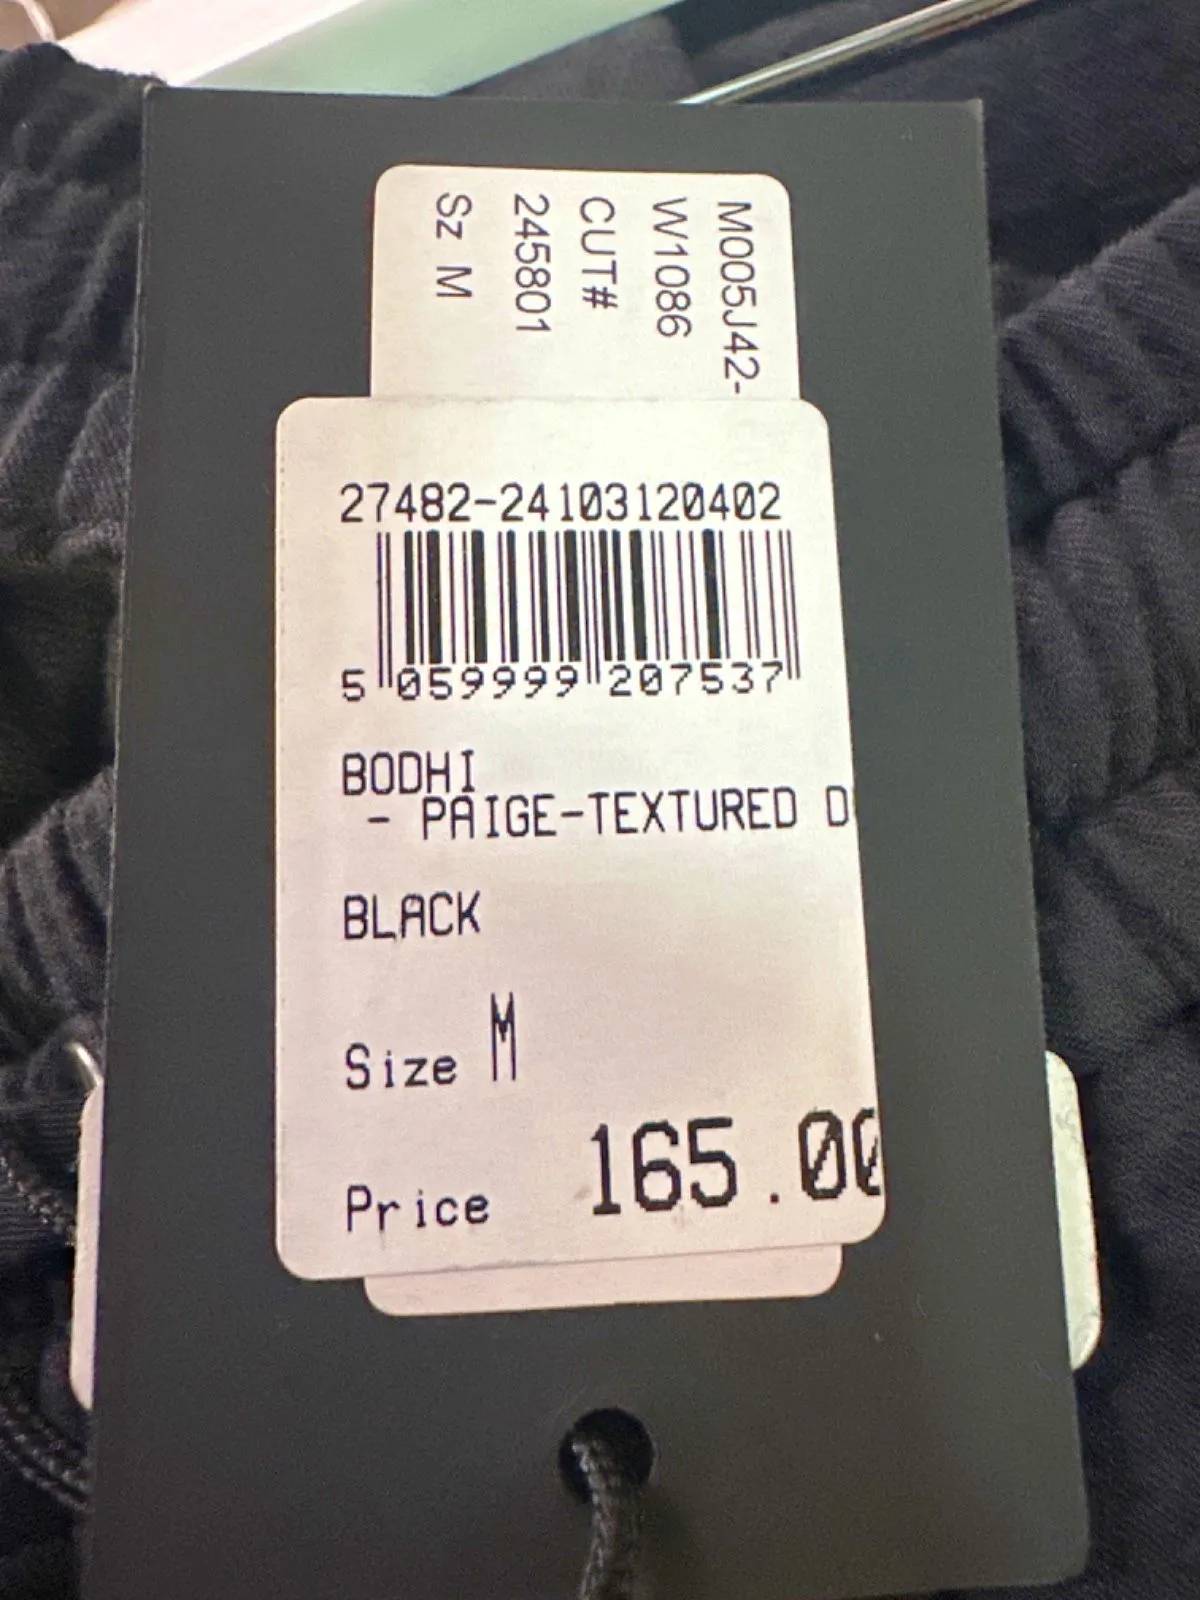 M005J42-
W1086
CUT#
245801
Sz M
27482-24103120402
5 059999 207537
BODHI
- PAIGE-TEXTURED
BLACK
Size M
Price 165.00